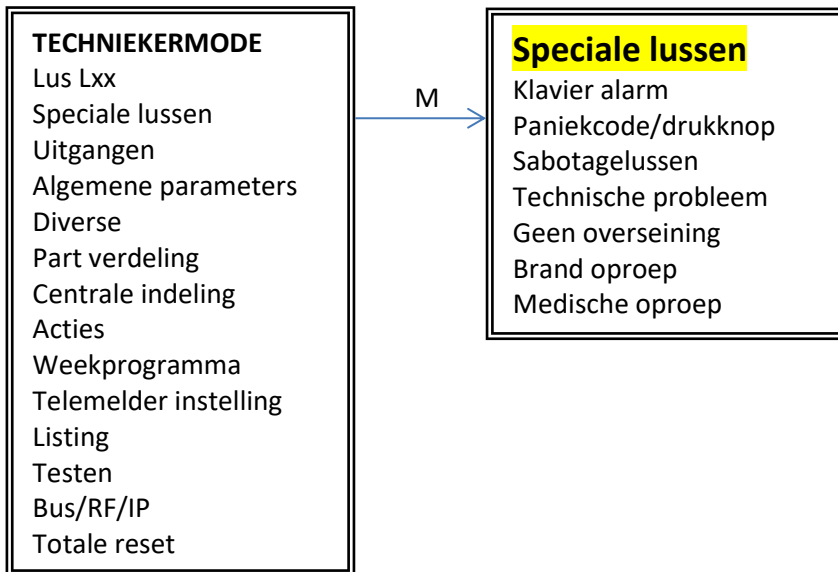 TECHNIEKERMODE
Lus Lxx
Speciale lussen
Uitgangen
Algemene parameters
Diverse
Part verdeling
Centrale indeling
Acties
Weekprogramma
Telemelder instelling
Listing
Testen
Bus/RF/IP
Totale reset
M
Speciale lussen
Klavier alarm
Paniekcode/drukknop
Sabotagelussen
Technische probleem
Geen overseining
Brand oproep
Medische oproep